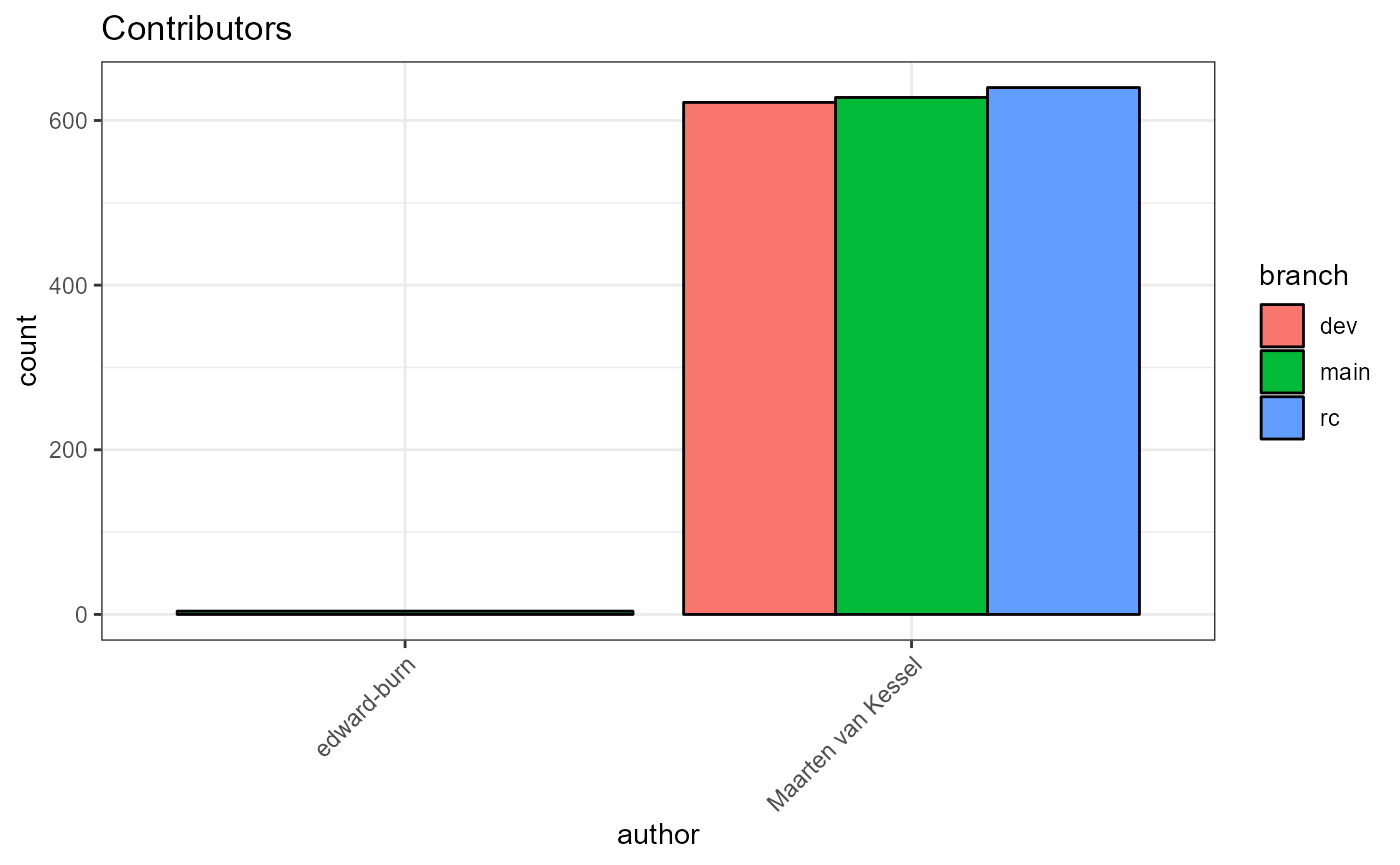 Contributors
600
400
200
0
count
edward-burn
Maarten van Kessel
author
branch
dev
main
rc